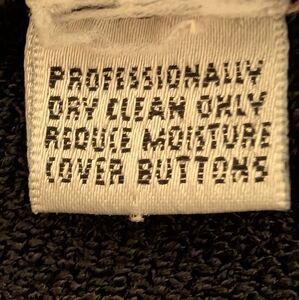 PROFESSIONALLY
DRY CLEAN ONLY
REDUCE MOISTURE
COVER BUTTONS